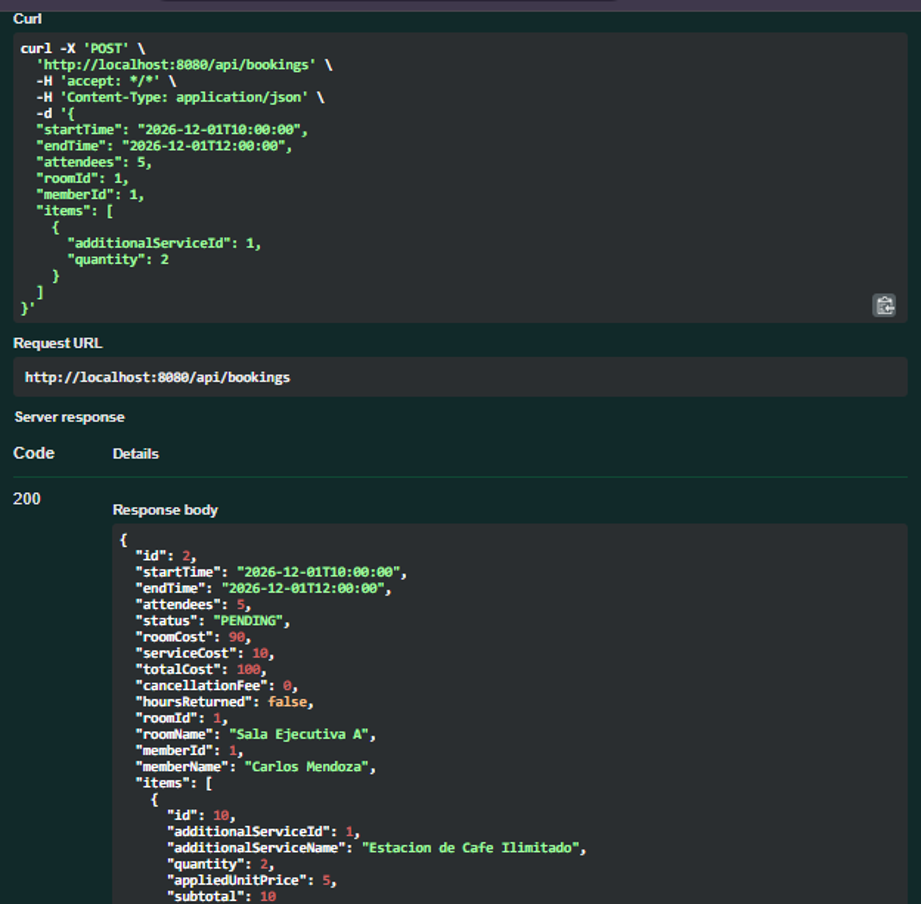 Curl
curl -X 'POST' \
  'http://localhost:8080/api/bookings' \
  -H 'accept: */*' \
  -H 'Content-Type: application/json' \
  -d '{
  "startTime": "2026-12-01T10:00:00",
  "endTime": "2026-12-01T12:00:00",
  "attendees": 5,
  "roomId": 1,
  "memberId": 1,
  "items": [
    {
      "additionalServiceId": 1,
      "quantity": 2
    }
  ]
}'
Request URL
http://localhost:8080/api/bookings
Server response
Code Details
200
Response body
{
  "id": 2,
  "startTime": "2026-12-01T10:00:00",
  "endTime": "2026-12-01T12:00:00",
  "attendees": 5,
  "status": "PENDING",
  "roomCost": 90,
  "serviceCost": 10,
  "totalCost": 100,
  "cancellationFee": 0,
  "hoursReturned": false,
  "roomId": 1,
  "roomName": "Sala Ejecutiva A",
  "memberId": 1,
  "memberName": "Carlos Mendoza",
  "items": [
    {
      "id": 10,
      "additionalServiceId": 1,
      "additionalServiceName": "Estacion de Cafe Ilimitado",
      "quantity": 2,
      "appliedUnitPrice": 5,
      "subtotal": 10